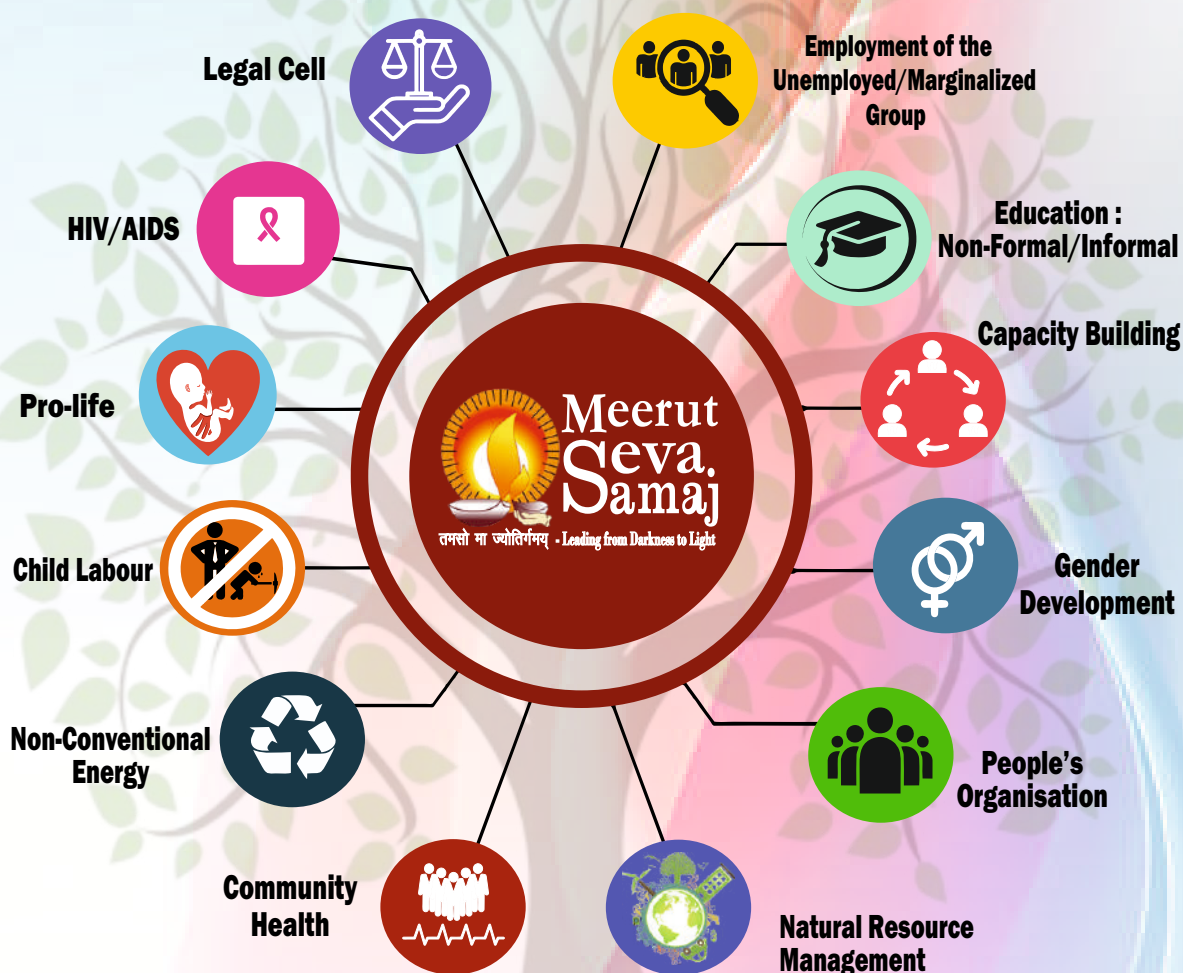 Legal Cell
Employment of the
Unemployed/Marginalized
Group
HIV/AIDS
Education :
Non-Formal/Informal
Capacity Building
Pro-life
Meerut
Seva
Samaj
तमसो मा ज्योतिर्गमय् - Leading from Darkness to Light
Child Labour
Gender
Development
Non-Conventional
Energy
People's
Organisation
Community
Health
Natural Resource
Management